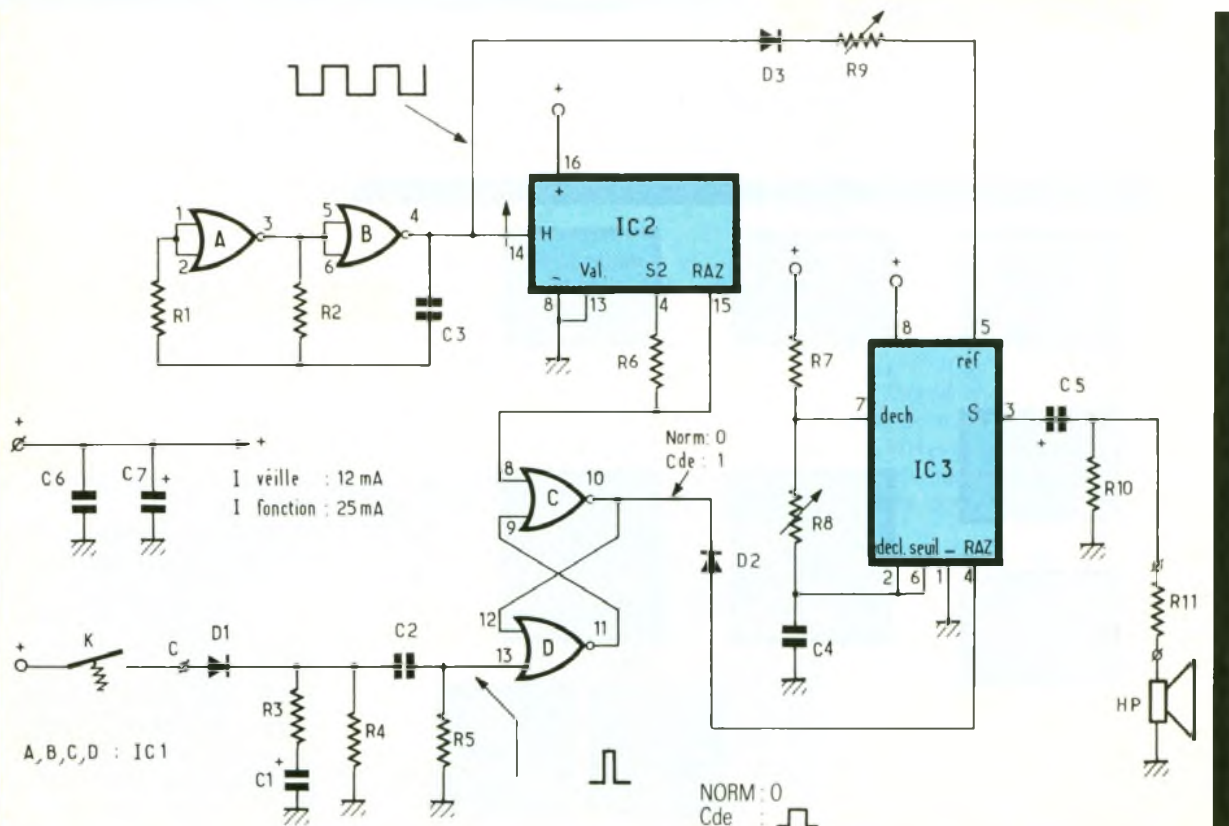 D3
R9
+
16
+
1
2
A
3
5
6
B
4
14
H
IC2
- Val. S2 RAZ
8
13
4
15
R1
R2
C3
R6
+
+
R7
8
5
réf
7
dech
S
3
C5
+
IC3
R8
R10
decl. seuil - RAZ
2
6
1
4
+
+
C6
C7
+
I véille : 12 mA
I fonction : 25 mA
Norm: 0
Cde : 1
8
C
10
9
D2
12
D
11
13
C4
R11
HP
+
K
C
D1
C2
R3
R4
R5
+
C1
A, B, C, D : IC1
NORM : 0
Cde :